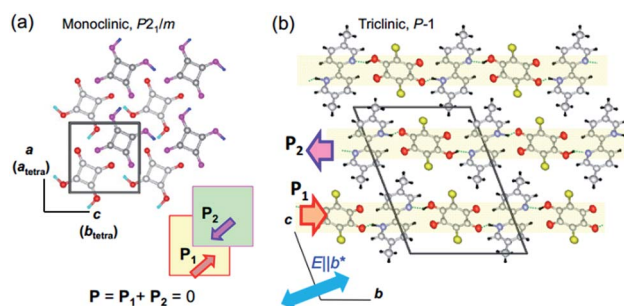 (a) Monoclinic, P2₁/m
a
(a_tetra)
c
(b_tetra)
P₂
P₁
P = P₁ + P₂ = 0
(b) Triclinic, P-1
P₂
P₁
c
E||b*
b